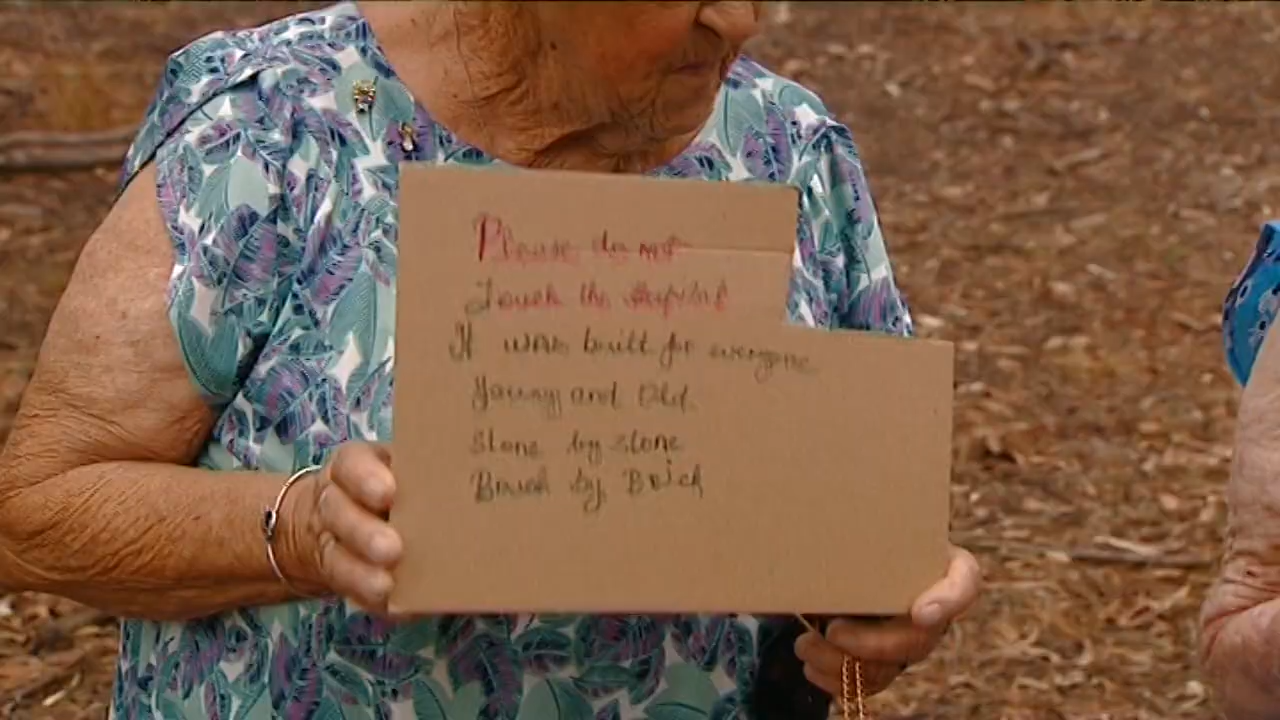 Please do not
Touch the hospital
It was built for everyone
Young and Old.
Stone by stone
Brick by Brick